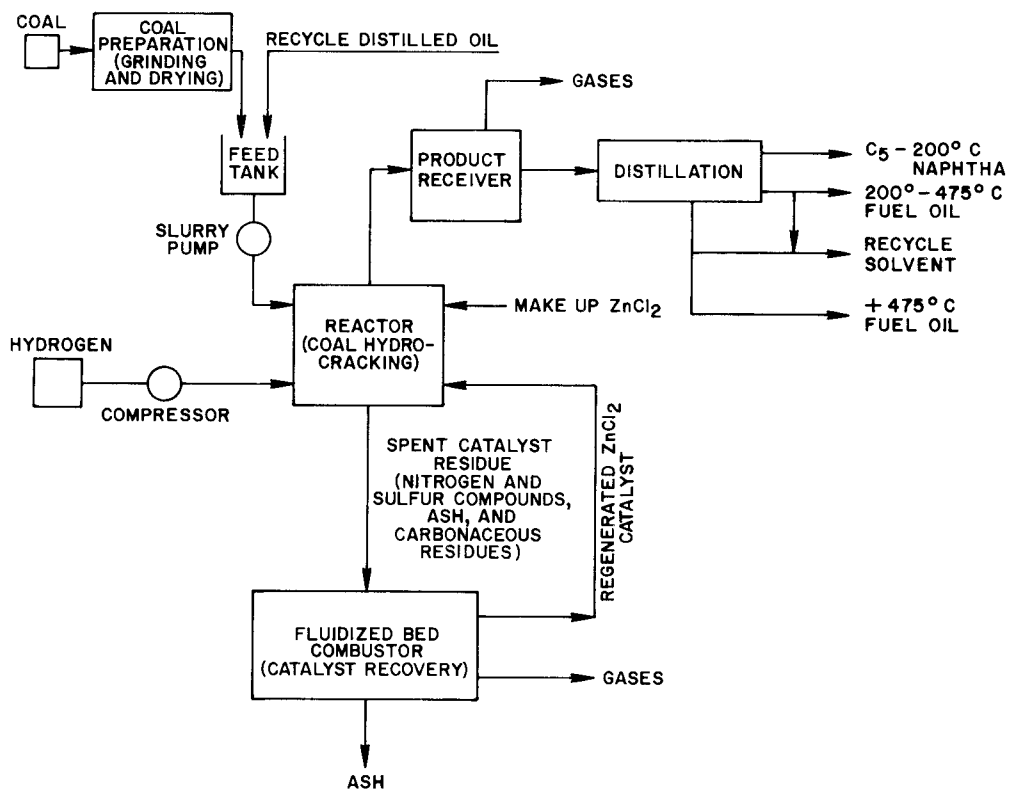 COAL
COAL
PREPARATION
(GRINDING
AND DRYING)
RECYCLE DISTILLED OIL
GASES
FEED
TANK
PRODUCT
RECEIVER
DISTILLATION
C₅-200° C
NAPHTHA
200°-475° C
FUEL OIL
SLURRY
PUMP
RECYCLE
SOLVENT
MAKE UP ZnCl₂
+475° C
FUEL OIL
REACTOR
(COAL HYDRO-
CRACKING)
HYDROGEN
COMPRESSOR
SPENT CATALYST
RESIDUE
(NITROGEN AND
SULFUR COMPOUNDS,
ASH, AND
CARBONACEOUS
RESIDUES)
REGENERATED ZnCl₂
CATALYST
FLUIDIZED BED
COMBUSTOR
(CATALYST RECOVERY)
GASES
ASH